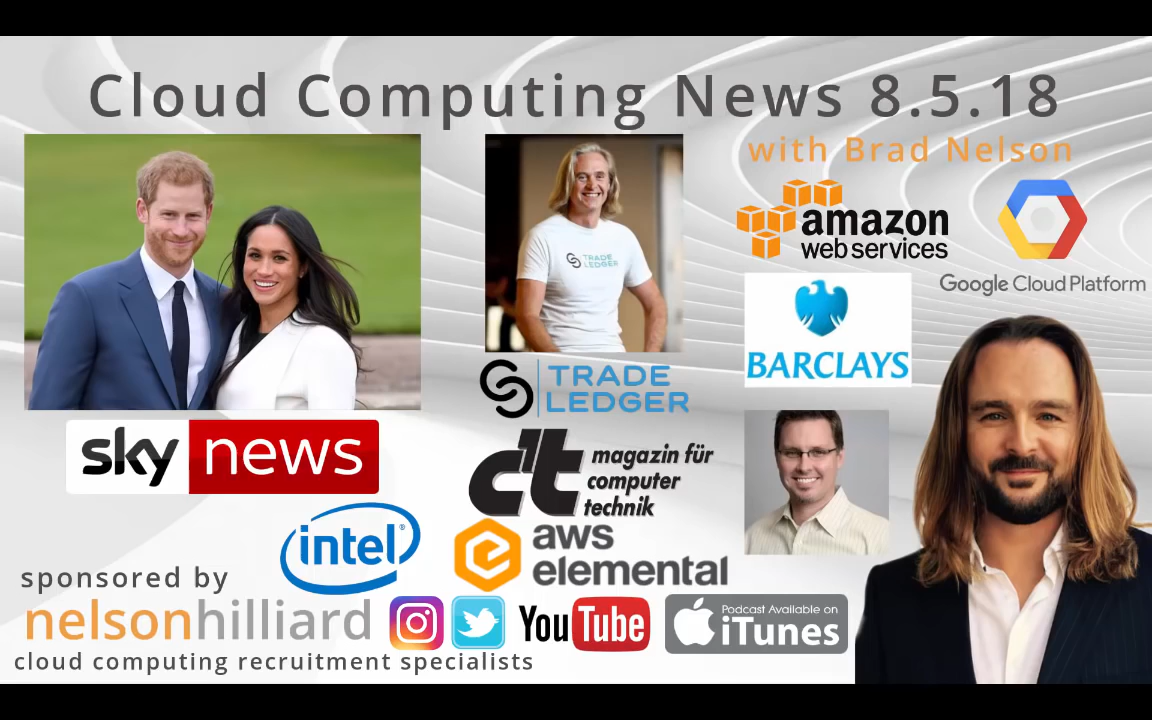 Cloud Computing News 8.5.18
with Brad Nelson
amazon
web services
Google Cloud Platform
TRADE
LEDGER
BARCLAYS
TRADE
LEDGER
sky news
c't magazin für
computer
technik
intel®
aws
elemental
sponsored by
nelsonhilliard
YouTube
Podcast Available on
iTunes
cloud computing recruitment specialists